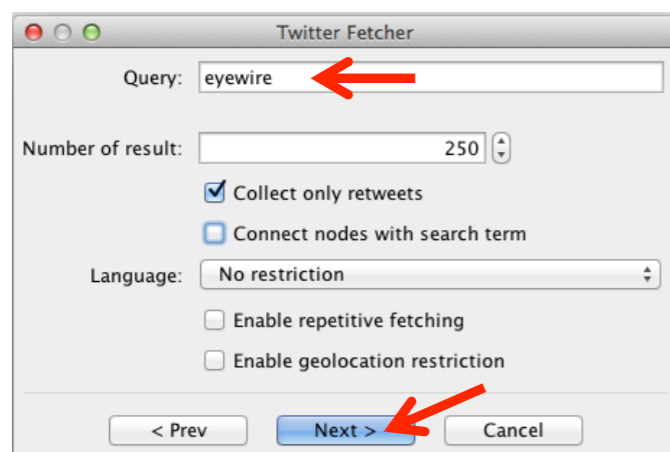 Twitter Fetcher
Query: eyewire
Number of result: 250
Collect only retweets
Connect nodes with search term
Language: No restriction
Enable repetitive fetching
Enable geolocation restriction
< Prev Next > Cancel